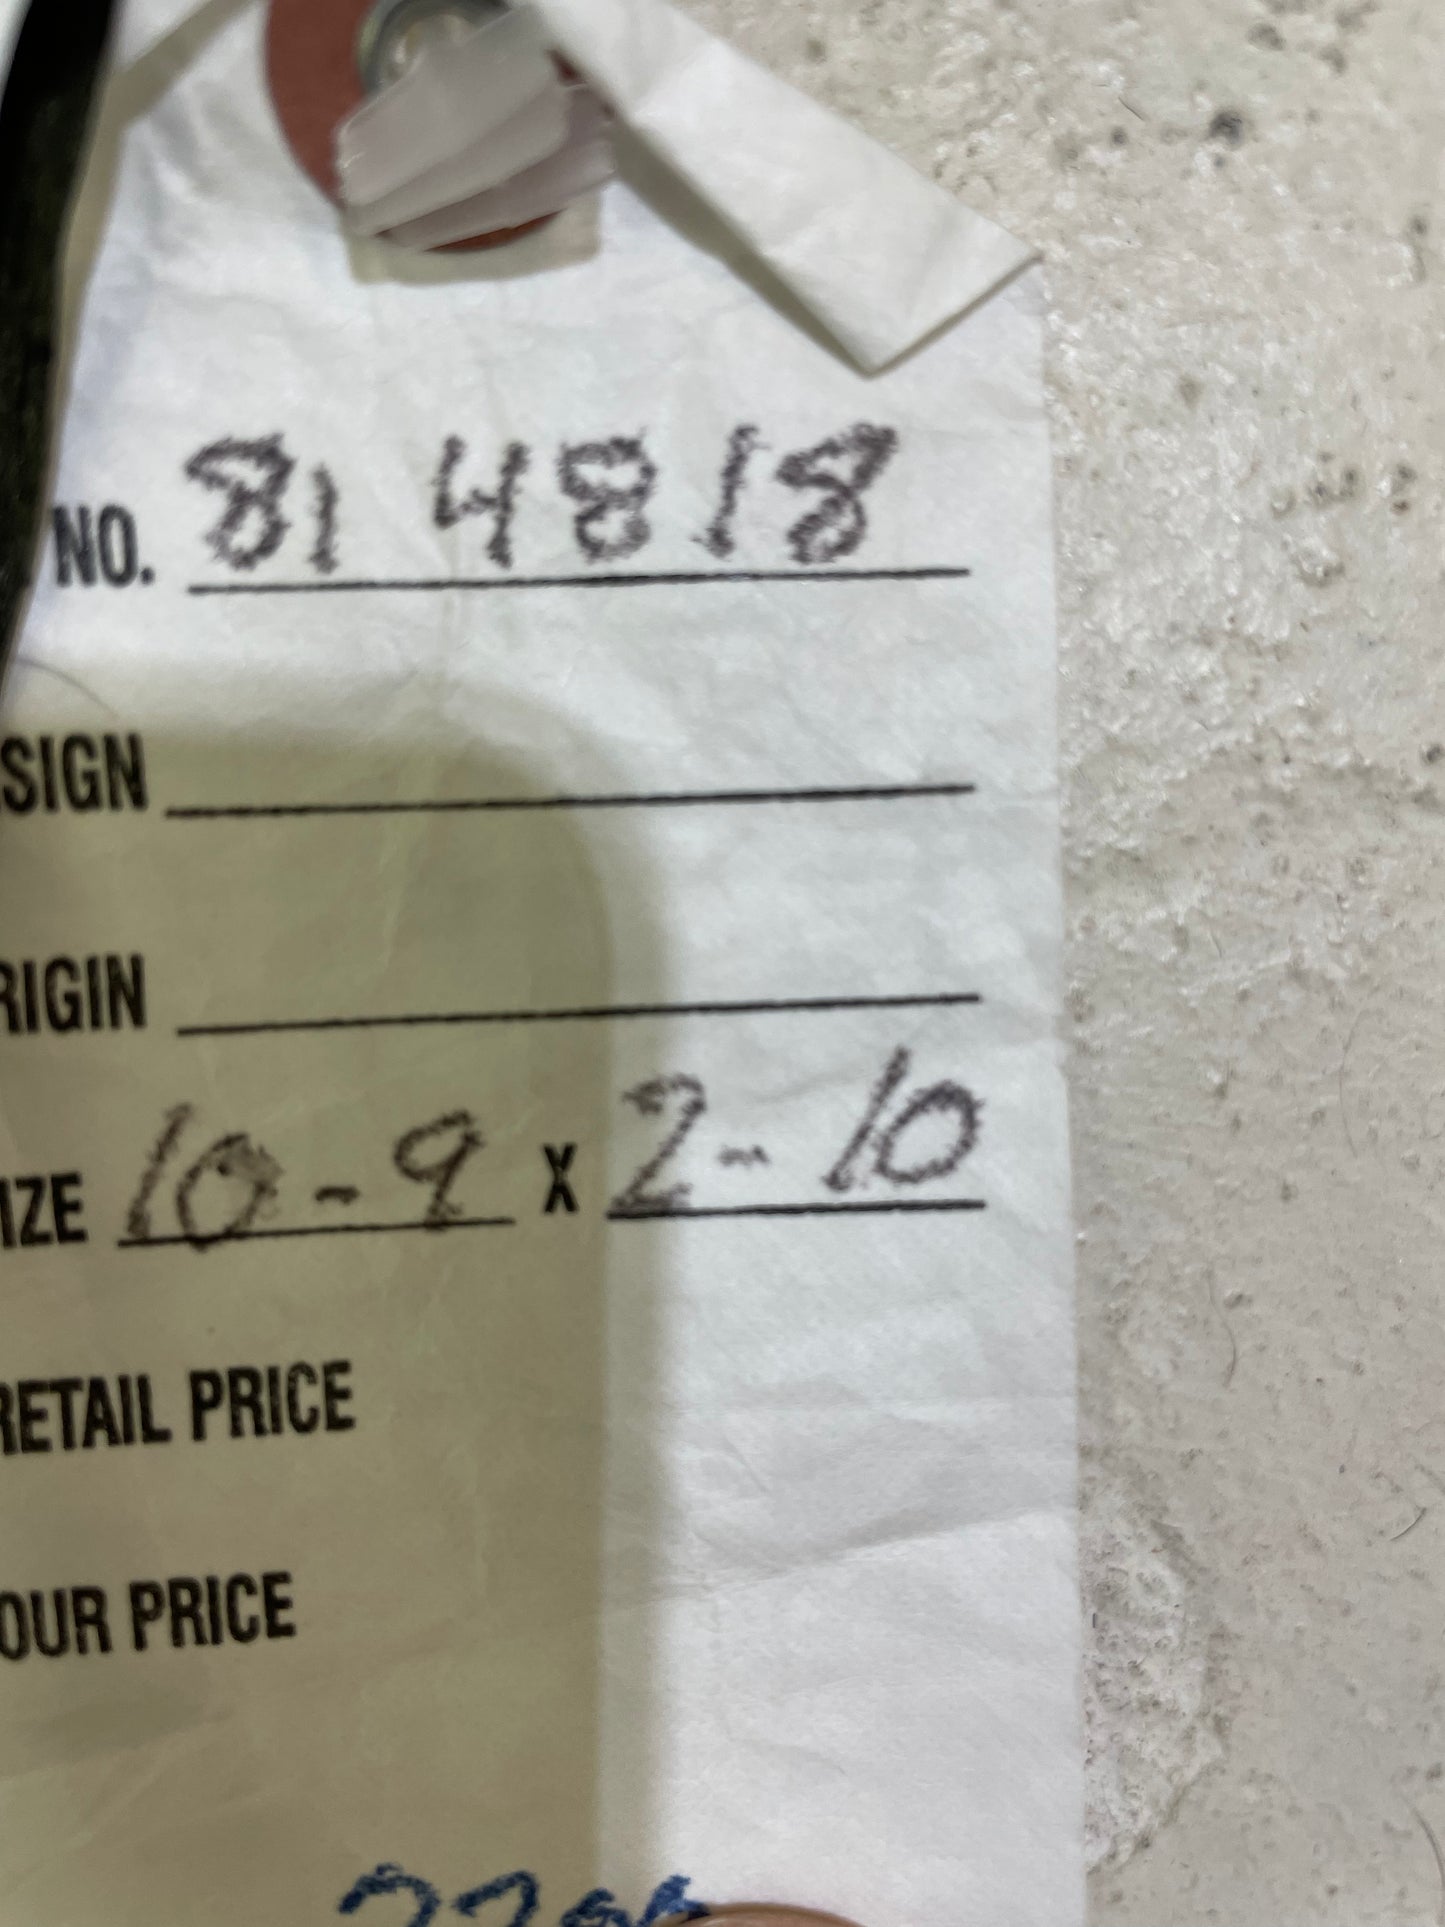 NO. 81 4818
SIGN
RIGIN
IZE 10-9 X 2-10
RETAIL PRICE
OUR PRICE